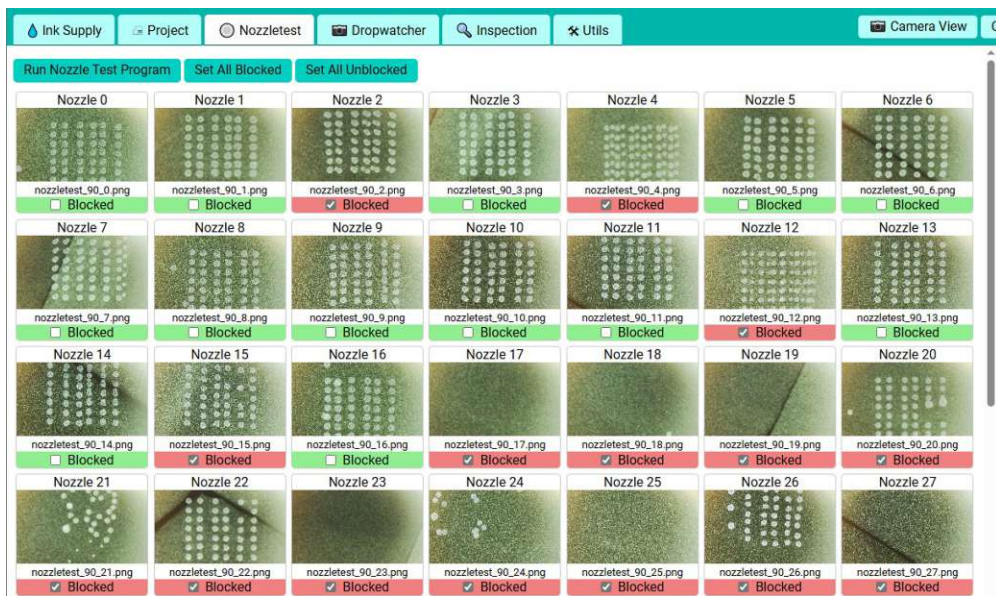 Ink Supply Project Nozzletest Dropwatcher Inspection Utils Camera View
Run Nozzle Test Program Set All Blocked Set All Unblocked
Nozzle 0 Nozzle 1 Nozzle 2 Nozzle 3 Nozzle 4 Nozzle 5 Nozzle 6
nozzletest_90_0.png nozzletest_90_1.png nozzletest_90_2.png nozzletest_90_3.png nozzletest_90_4.png nozzletest_90_5.png nozzletest_90_6.png
Blocked Blocked Blocked Blocked Blocked Blocked Blocked
Nozzle 7 Nozzle 8 Nozzle 9 Nozzle 10 Nozzle 11 Nozzle 12 Nozzle 13
nozzletest_90_7.png nozzletest_90_8.png nozzletest_90_9.png nozzletest_90_10.png nozzletest_90_11.png nozzletest_90_12.png nozzletest_90_13.png
Blocked Blocked Blocked Blocked Blocked Blocked Blocked
Nozzle 14 Nozzle 15 Nozzle 16 Nozzle 17 Nozzle 18 Nozzle 19 Nozzle 20
nozzletest_90_14.png nozzletest_90_15.png nozzletest_90_16.png nozzletest_90_17.png nozzletest_90_18.png nozzletest_90_19.png nozzletest_90_20.png
Blocked Blocked Blocked Blocked Blocked Blocked Blocked
Nozzle 21 Nozzle 22 Nozzle 23 Nozzle 24 Nozzle 25 Nozzle 26 Nozzle 27
nozzletest_90_21.png nozzletest_90_22.png nozzletest_90_23.png nozzletest_90_24.png nozzletest_90_25.png nozzletest_90_26.png nozzletest_90_27.png
Blocked Blocked Blocked Blocked Blocked Blocked Blocked